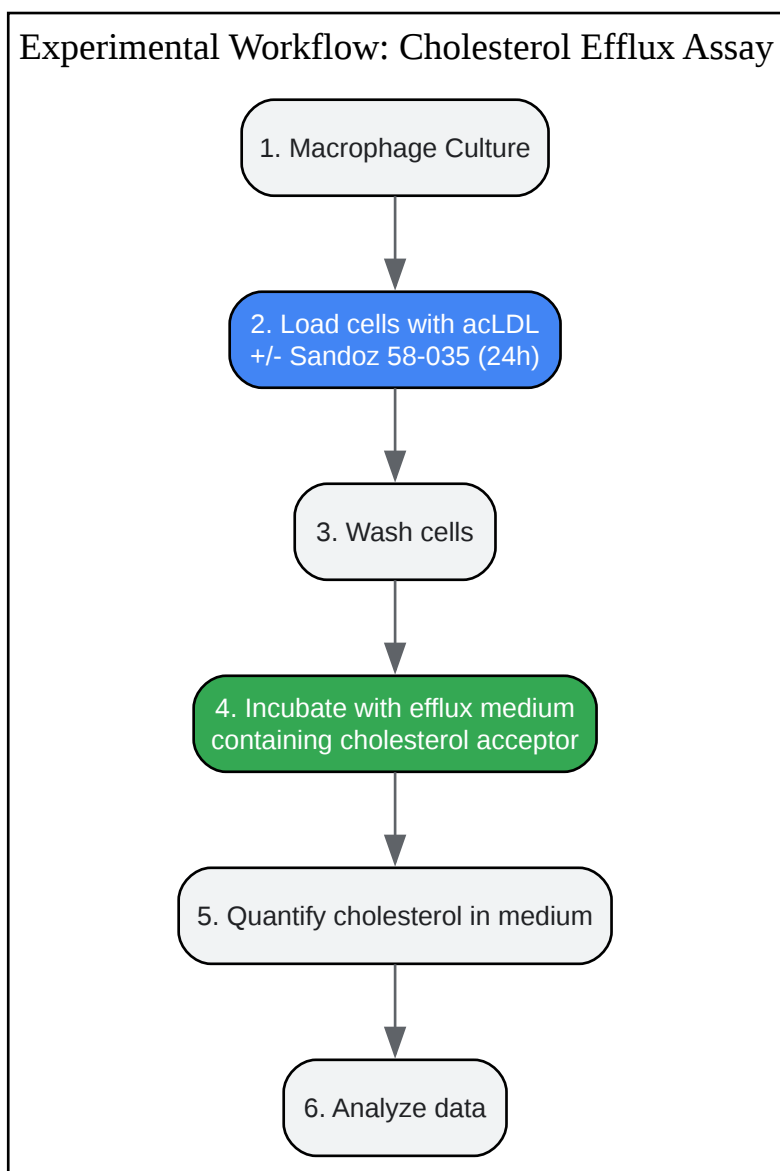 Experimental Workflow: Cholesterol Efflux Assay
1. Macrophage Culture
2. Load cells with acLDL
+/- Sandoz 58-035 (24h)
3. Wash cells
4. Incubate with efflux medium
containing cholesterol acceptor
5. Quantify cholesterol in medium
6. Analyze data